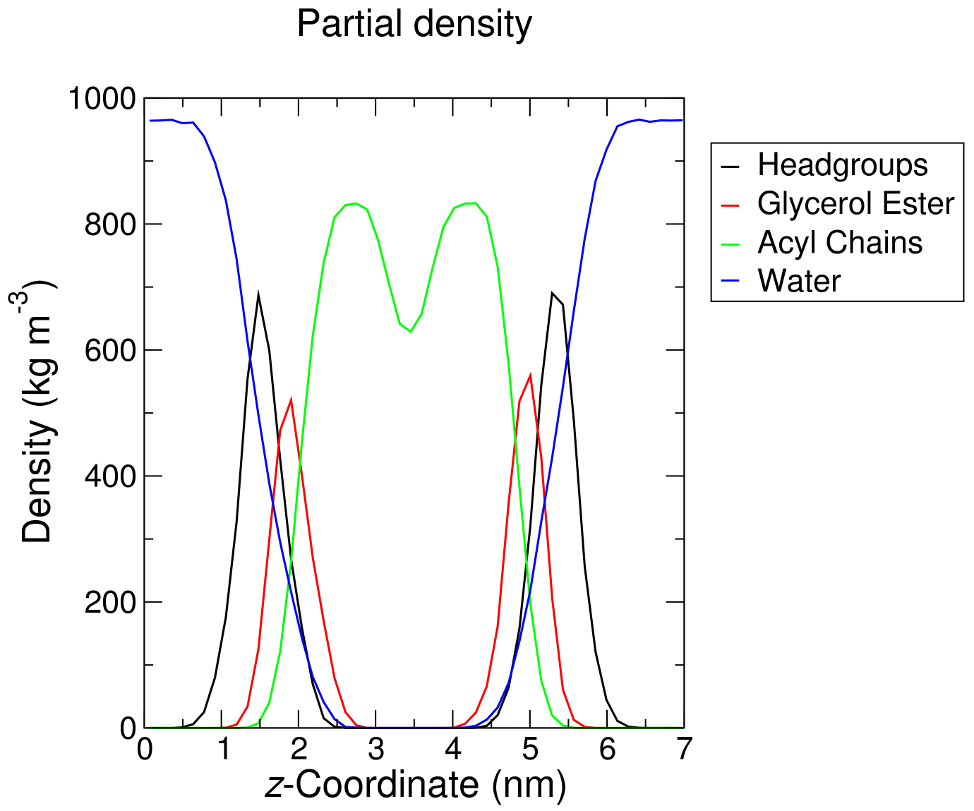 Partial density
1000
800
600
400
200
0
Density (kg m⁻³)
0 1 2 3 4 5 6 7
z-Coordinate (nm)
Headgroups
Glycerol Ester
Acyl Chains
Water